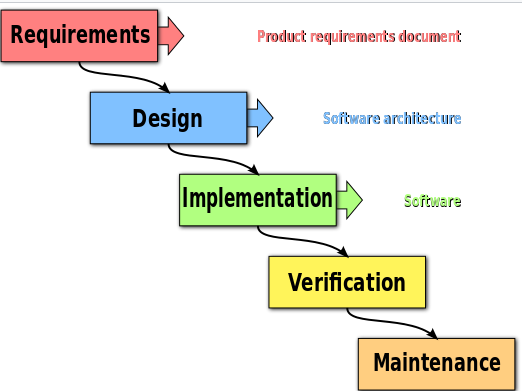 Requirements
Product requirements document
Design
Software architecture
Implementation
Software
Verification
Maintenance